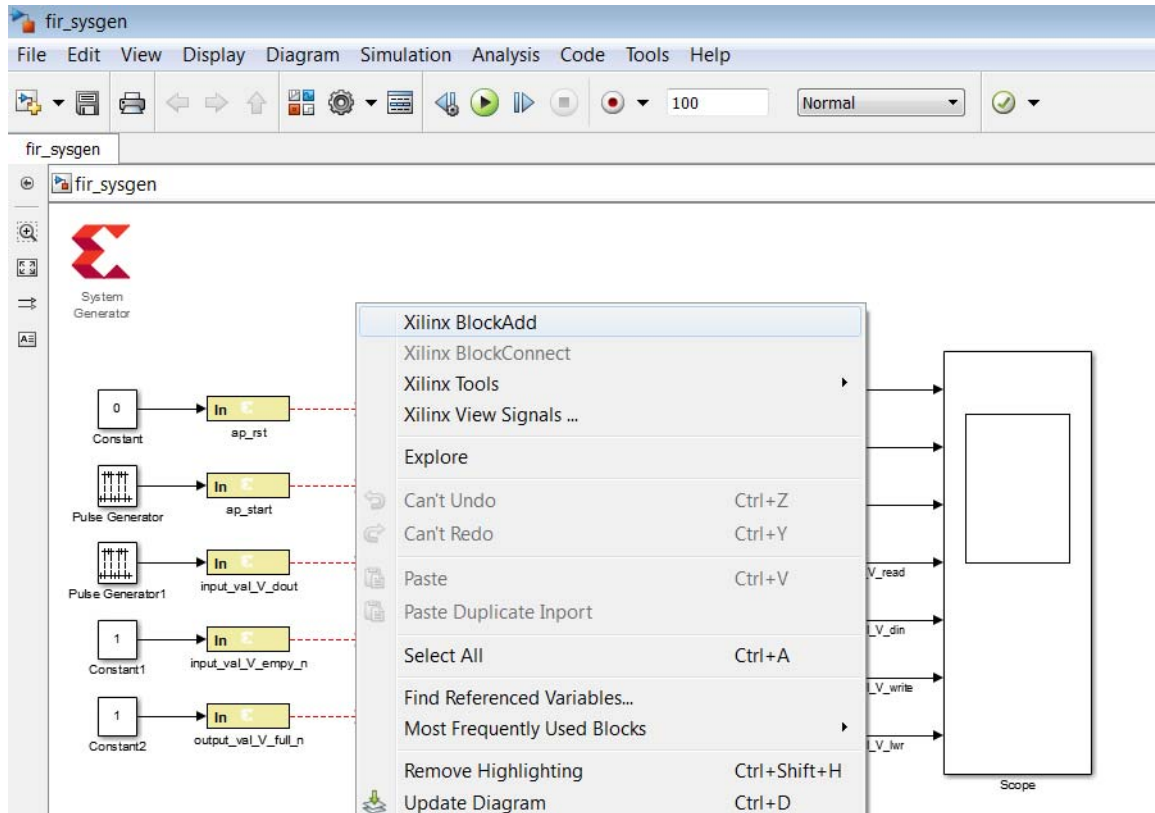 fir_sysgen
File Edit View Display Diagram Simulation Analysis Code Tools Help
100 Normal
fir_sysgen
fir_sysgen
System
Generator
Xilinx BlockAdd
Xilinx BlockConnect
Xilinx Tools
Xilinx View Signals ...
Explore
Can't Undo Ctrl+Z
Can't Redo Ctrl+Y
Paste Ctrl+V
Paste Duplicate Inport
Select All Ctrl+A
Find Referenced Variables...
Most Frequently Used Blocks
Remove Highlighting Ctrl+Shift+H
Update Diagram Ctrl+D
0 In
Constant ap_rst
In
Pulse Generator ap_start
In
Pulse Generator1 input_val_V_dout
1 In
Constant1 input_val_V_empy_n
1 In
Constant2 output_val_V_full_n
V_read
l_V_din
l_V_write
l_V_lwr
Scope